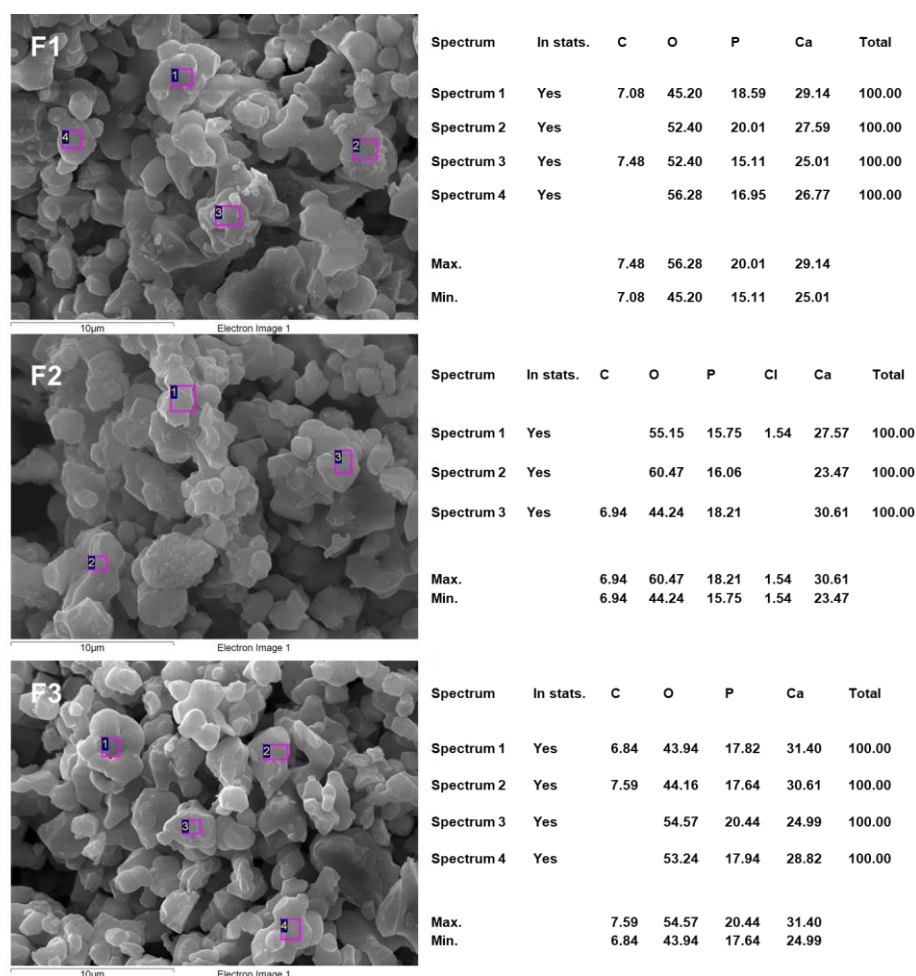 F1
1
4
2
3
10µm Electron Image 1
Spectrum In stats. C O P Ca Total
Spectrum 1 Yes 7.08 45.20 18.59 29.14 100.00
Spectrum 2 Yes 52.40 20.01 27.59 100.00
Spectrum 3 Yes 7.48 52.40 15.11 25.01 100.00
Spectrum 4 Yes 56.28 16.95 26.77 100.00
Max. 7.48 56.28 20.01 29.14
Min. 7.08 45.20 15.11 25.01
F2
1
3
2
10µm Electron Image 1
Spectrum In stats. C O P Cl Ca Total
Spectrum 1 Yes 55.15 15.75 1.54 27.57 100.00
Spectrum 2 Yes 60.47 16.06 23.47 100.00
Spectrum 3 Yes 6.94 44.24 18.21 30.61 100.00
Max. 6.94 60.47 18.21 1.54 30.61
Min. 6.94 44.24 15.75 1.54 23.47
F3
1
2
3
4
10µm Electron Image 1
Spectrum In stats. C O P Ca Total
Spectrum 1 Yes 6.84 43.94 17.82 31.40 100.00
Spectrum 2 Yes 7.59 44.16 17.64 30.61 100.00
Spectrum 3 Yes 54.57 20.44 24.99 100.00
Spectrum 4 Yes 53.24 17.94 28.82 100.00
Max. 7.59 54.57 20.44 31.40
Min. 6.84 43.94 17.64 24.99